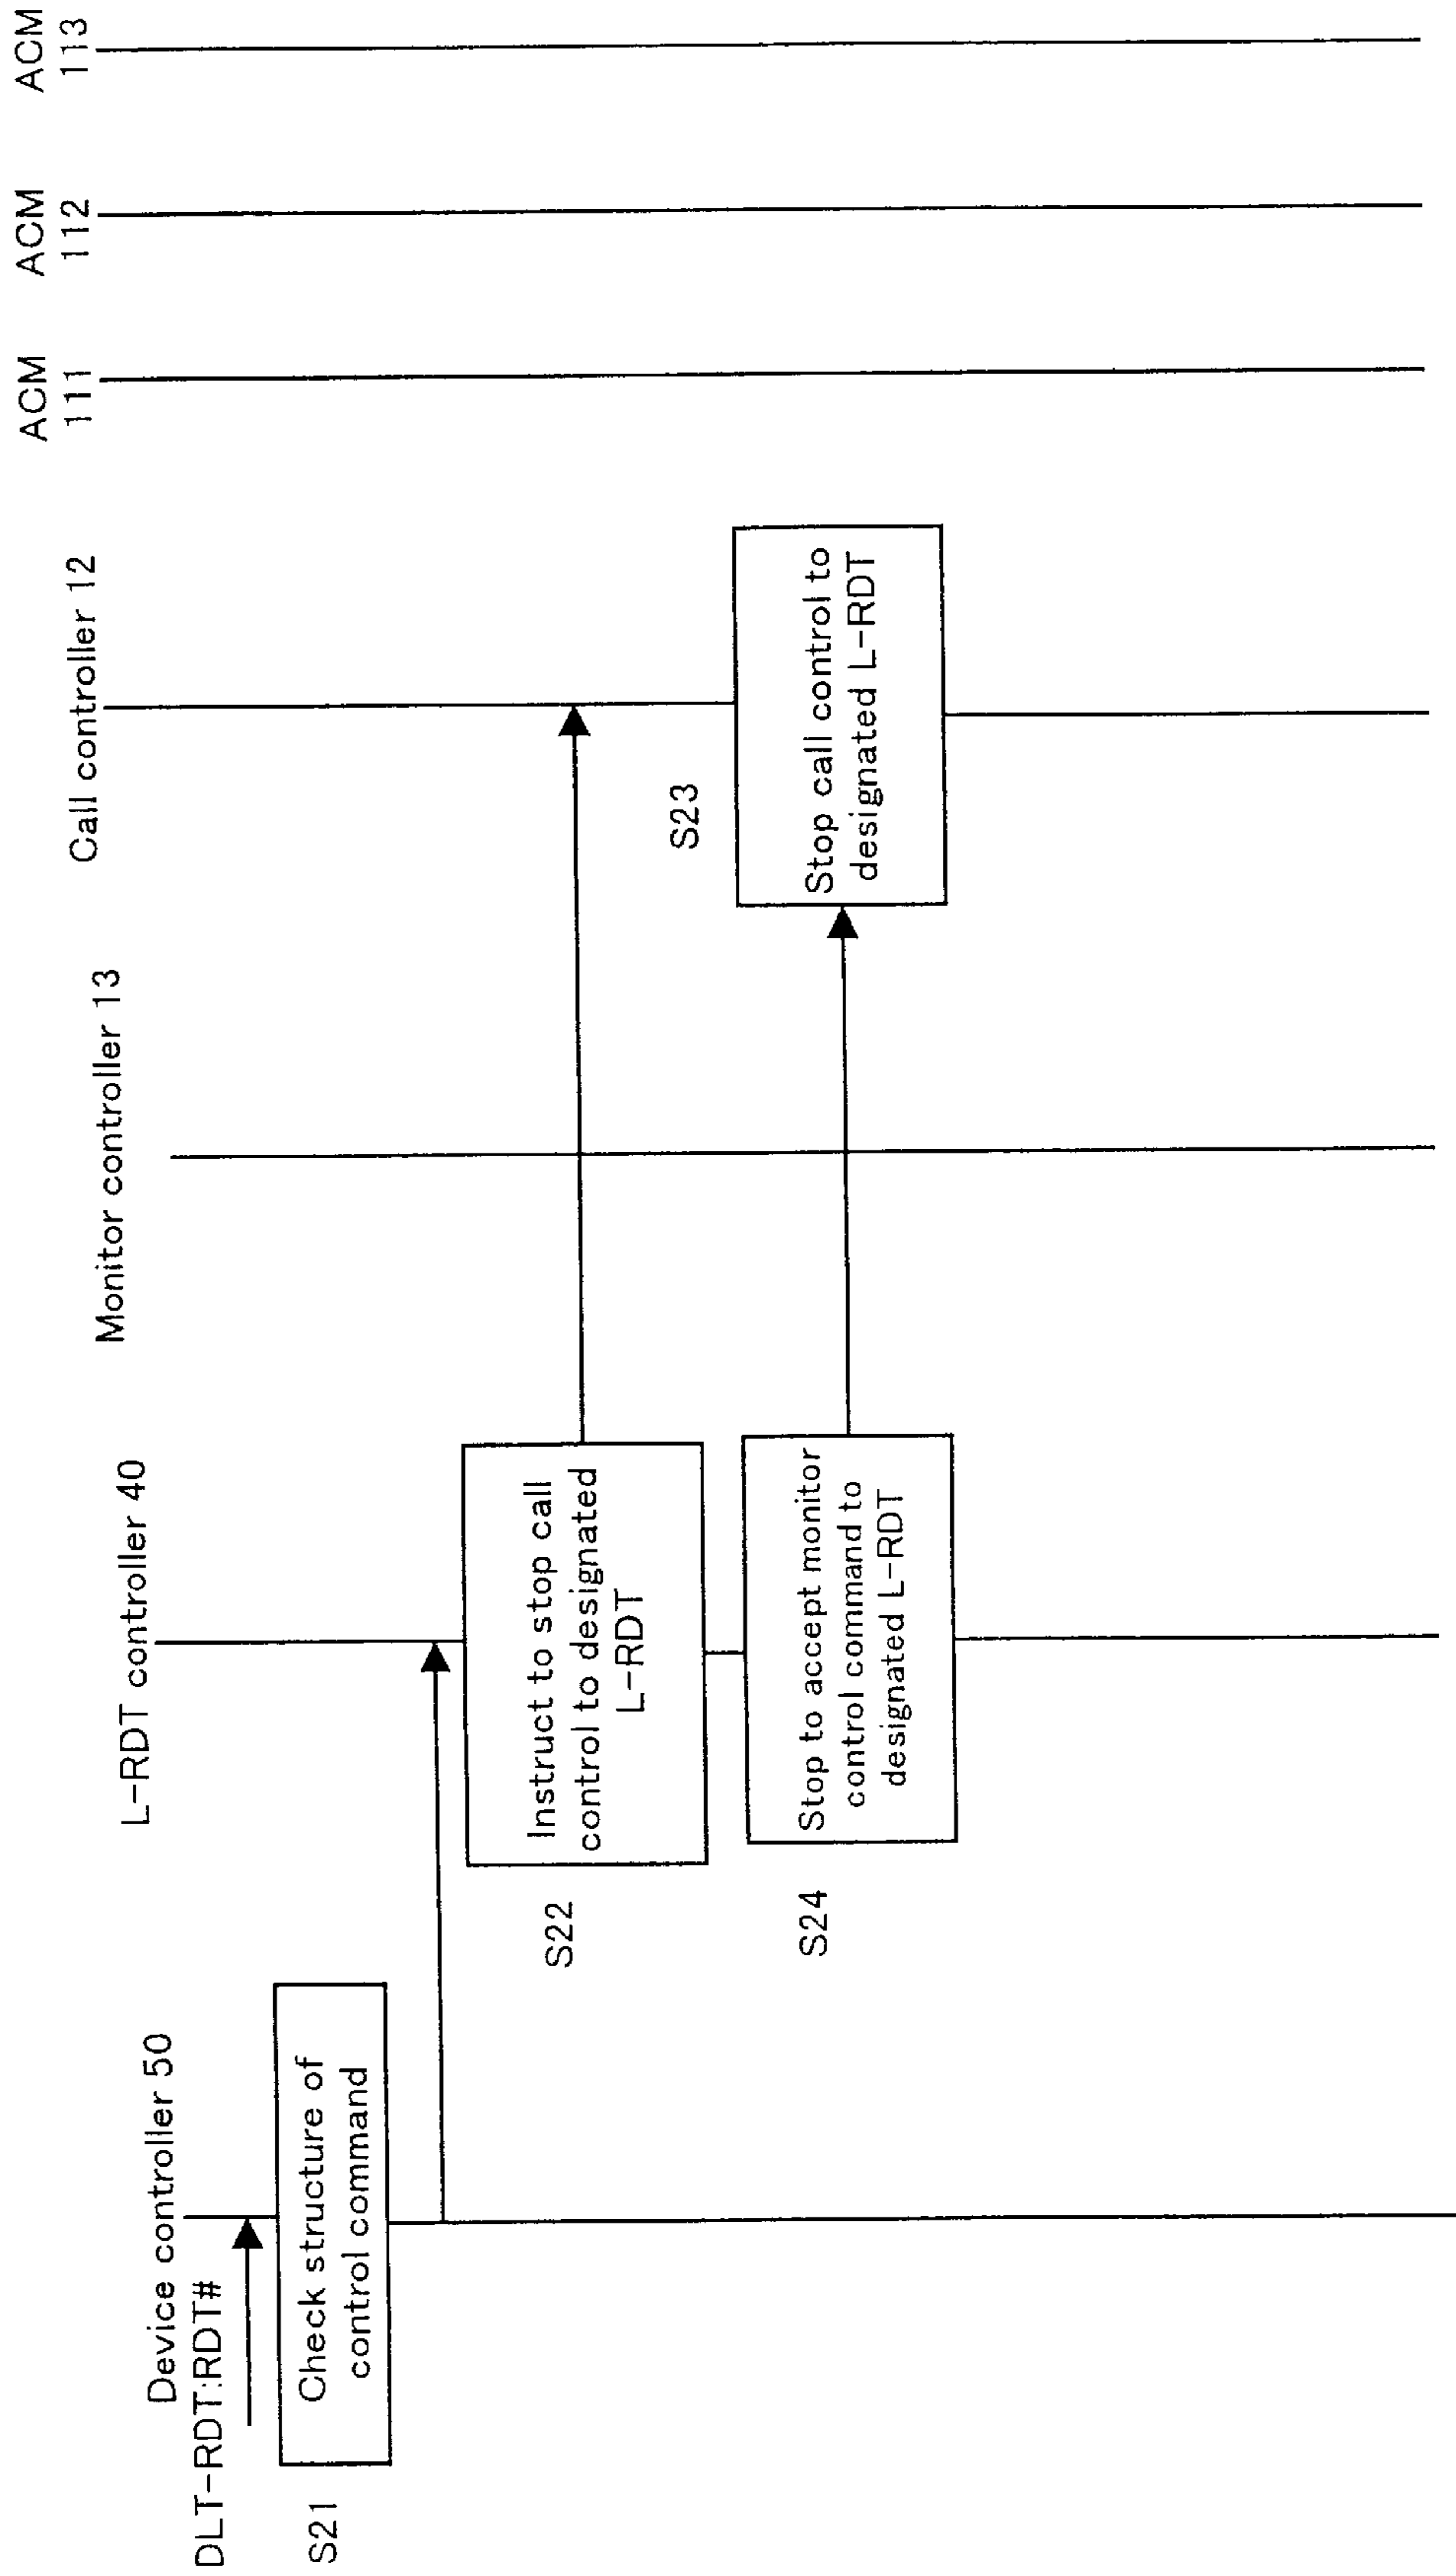 Device controller 50
L-RDT controller 40
Monitor controller 13
Call controller 12
ACM
111
ACM
112
ACM
113
DLT-RDT:RDT#
S21
Check structure of
control command
S22
Instruct to stop call
control to designated
L-RDT
S23
Stop call control to
designated L-RDT
S24
Stop to accept monitor
control command to
designated L-RDT